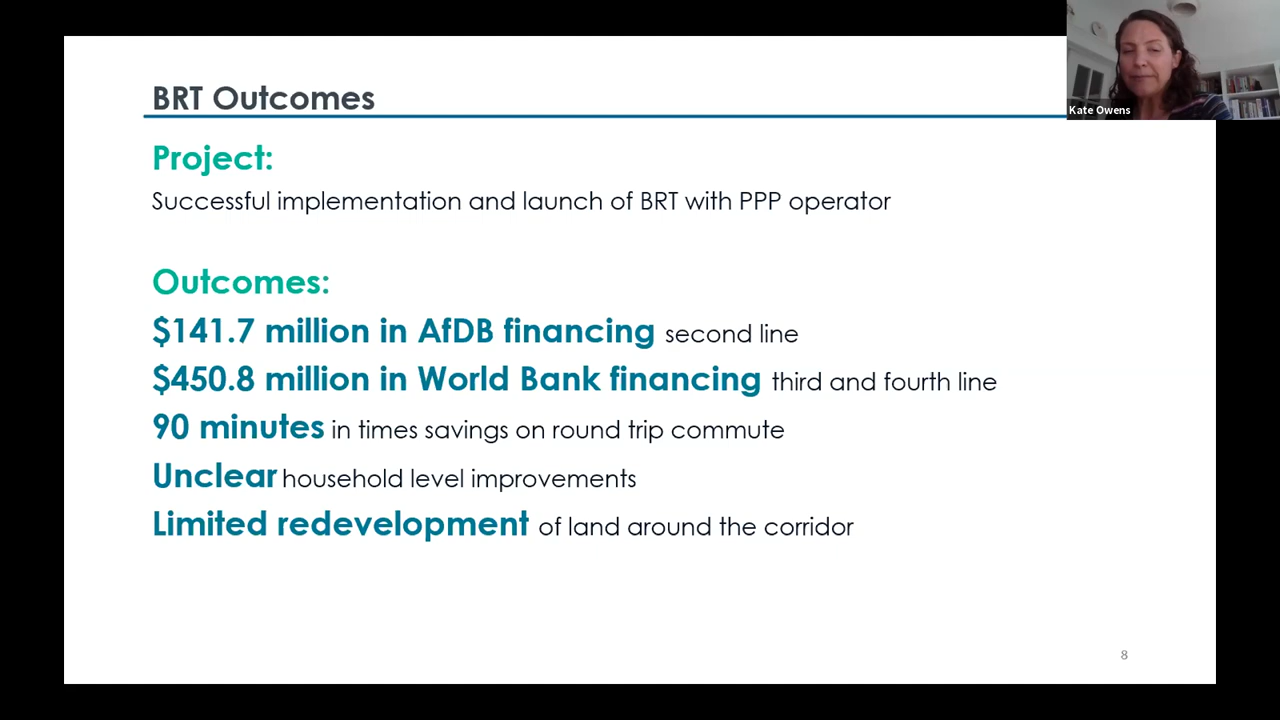 BRT Outcomes
Kate Owens
Project:
Successful implementation and launch of BRT with PPP operator
Outcomes:
$141.7 million in AfDB financing second line
$450.8 million in World Bank financing third and fourth line
90 minutes in times savings on round trip commute
Unclear household level improvements
Limited redevelopment of land around the corridor
8